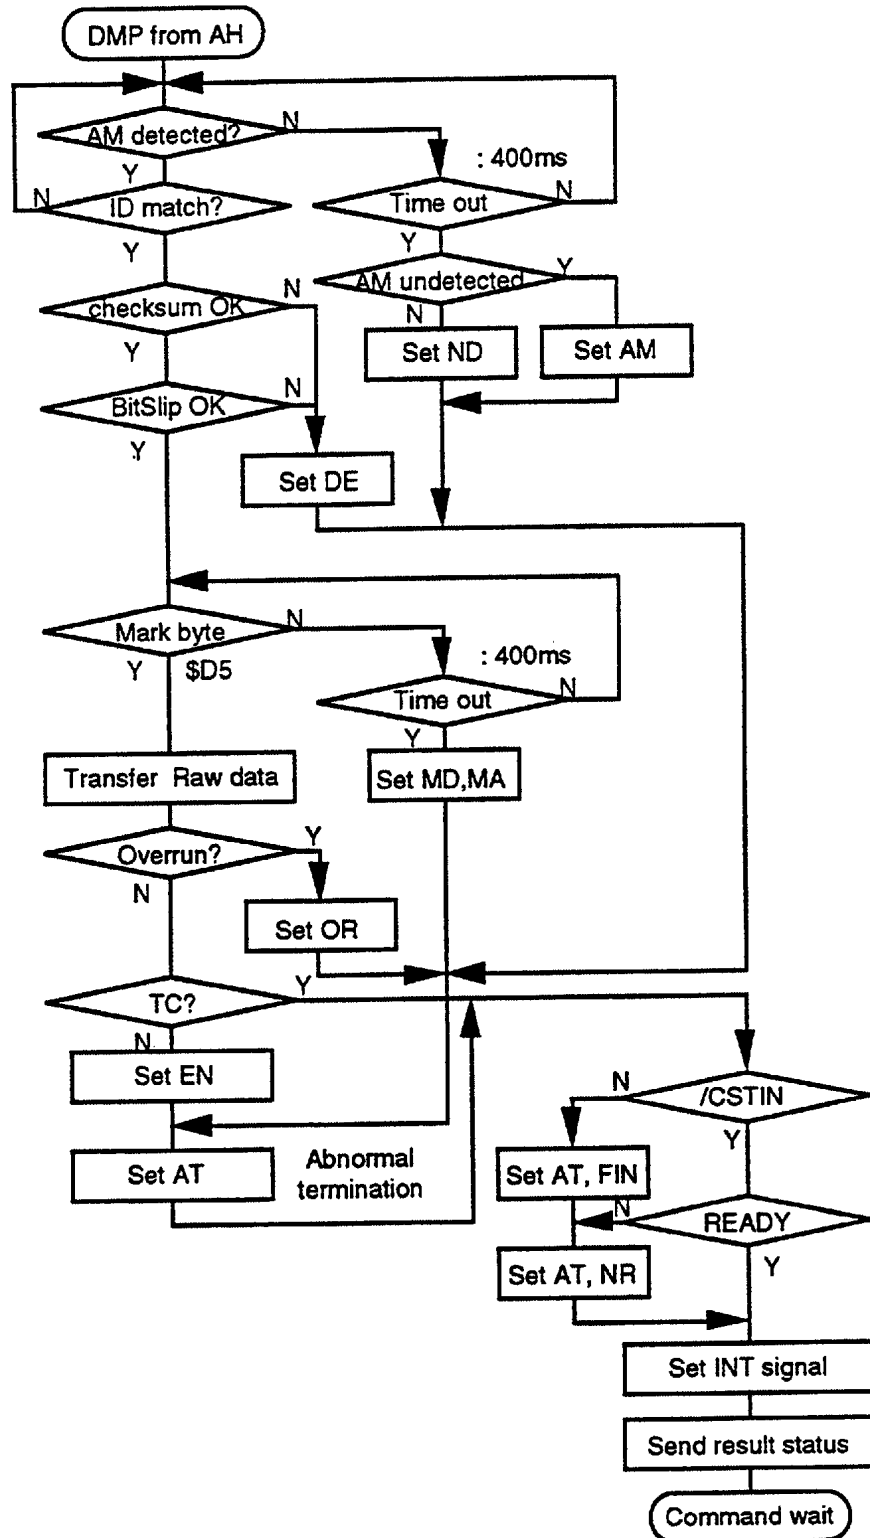 DMP from AH
AM detected?
N
: 400ms
Y
N
ID match?
Time out
N
Y
Y
AM undetected
Y
checksum OK
N
N
Set ND
Set AM
Y
BitSlip OK
N
Y
Set DE
Mark byte
N
Y
$D5
: 400ms
Time out
N
Y
Transfer Raw data
Set MD,MA
Overrun?
Y
N
Set OR
TC?
Y
N
Set EN
/CSTIN
N
Y
Set AT
Abnormal
termination
Set AT, FIN
READY
N
Y
Set AT, NR
Set INT signal
Send result status
Command wait